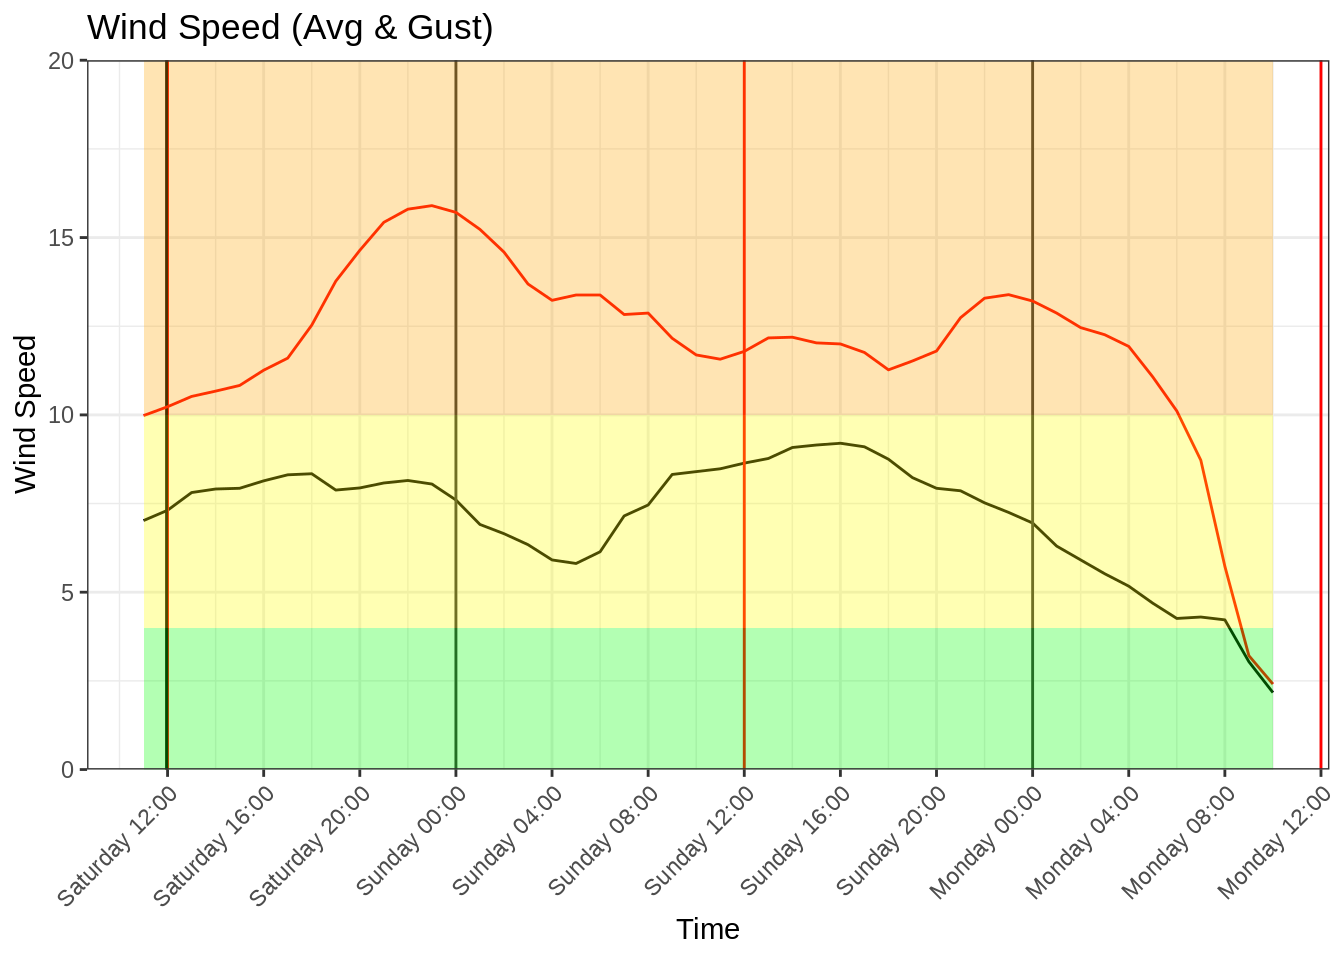 Wind Speed (Avg & Gust)
20
15
10
5
0
Wind Speed
Saturday 12:00
Saturday 16:00
Saturday 20:00
Sunday 00:00
Sunday 04:00
Sunday 08:00
Sunday 12:00
Sunday 16:00
Sunday 20:00
Monday 00:00
Monday 04:00
Monday 08:00
Monday 12:00
Time